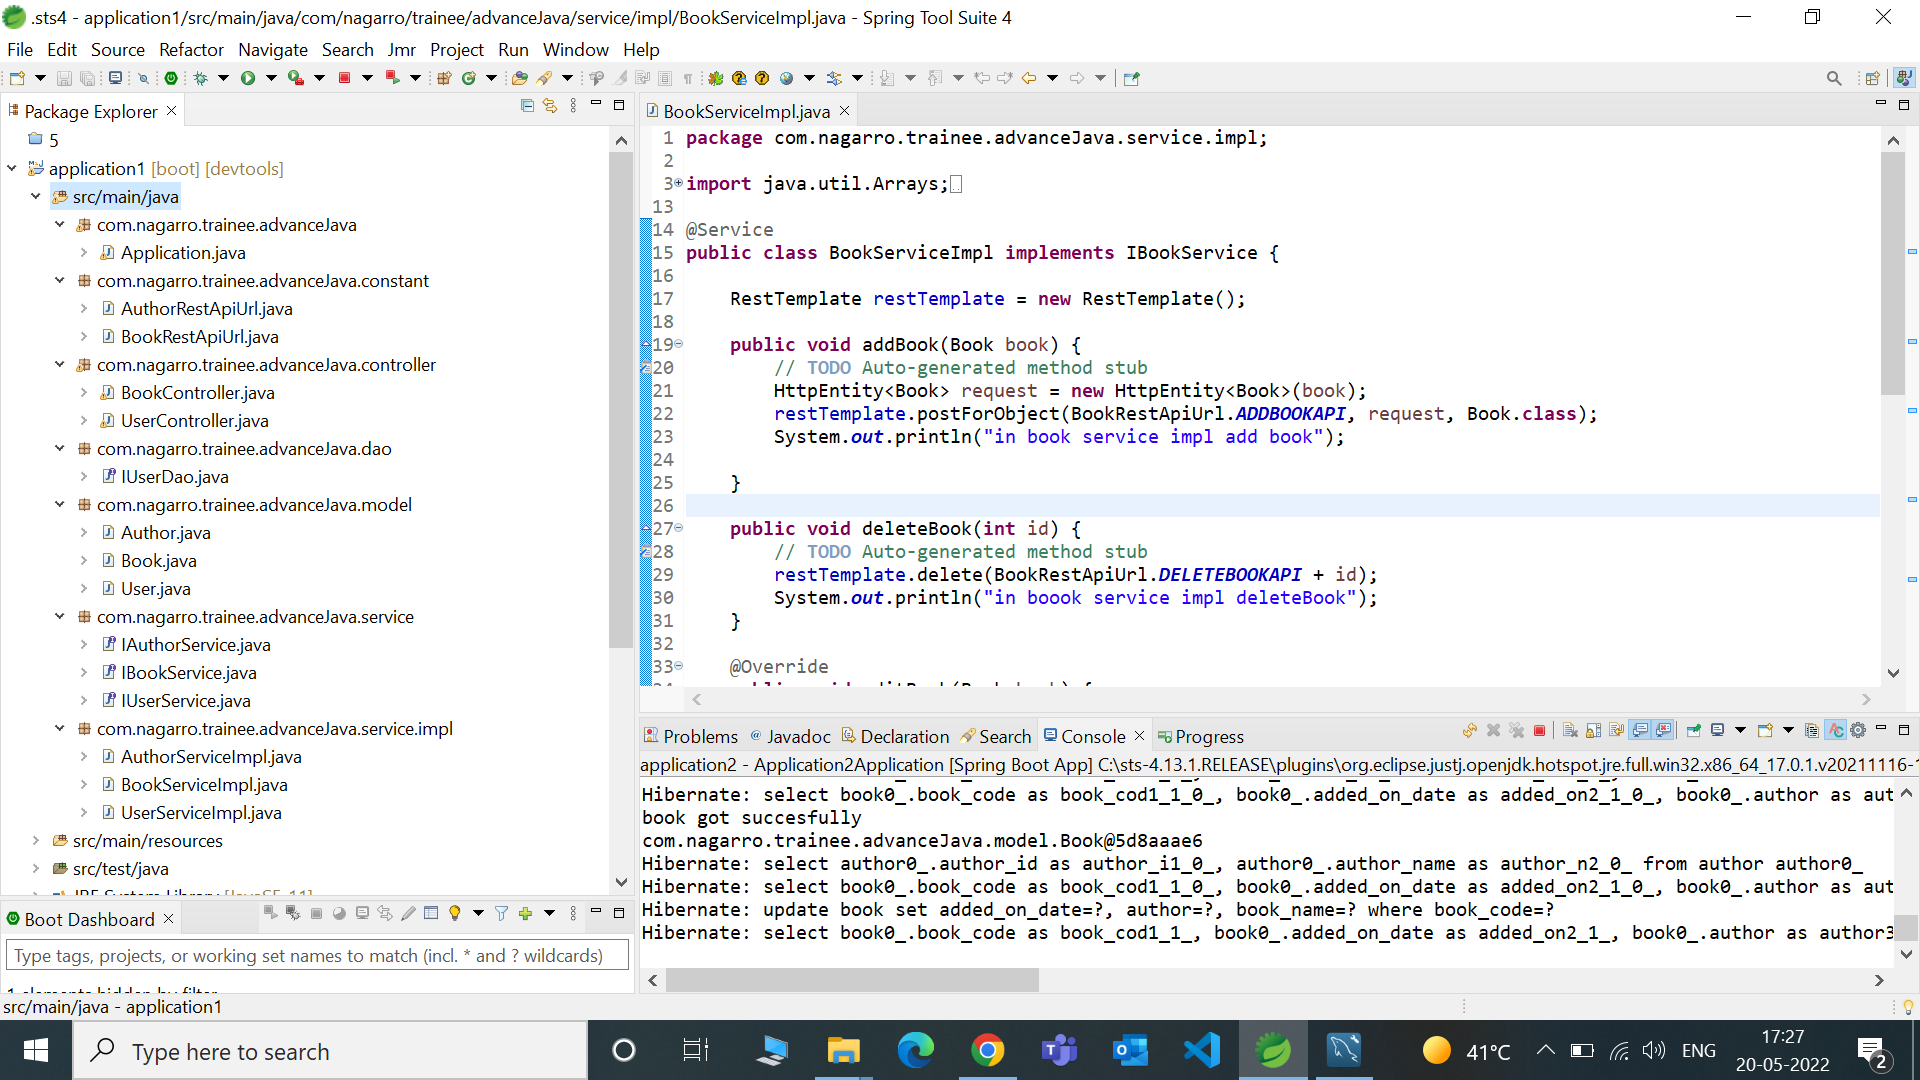 .sts4 - application1/src/main/java/com/nagarro/trainee/advanceJava/service/impl/BookServiceImpl.java - Spring Tool Suite 4
File Edit Source Refactor Navigate Search Jmr Project Run Window Help
Package Explorer
5
application1 [boot] [devtools]
src/main/java
com.nagarro.trainee.advanceJava
Application.java
com.nagarro.trainee.advanceJava.constant
AuthorRestApiUrl.java
BookRestApiUrl.java
com.nagarro.trainee.advanceJava.controller
BookController.java
UserController.java
com.nagarro.trainee.advanceJava.dao
IUserDao.java
com.nagarro.trainee.advanceJava.model
Author.java
Book.java
User.java
com.nagarro.trainee.advanceJava.service
IAuthorService.java
IBookService.java
IUserService.java
com.nagarro.trainee.advanceJava.service.impl
AuthorServiceImpl.java
BookServiceImpl.java
UserServiceImpl.java
src/main/resources
src/test/java
Boot Dashboard
Type tags, projects, or working set names to match (incl. * and ? wildcards)
BookServiceImpl.java
1 package com.nagarro.trainee.advanceJava.service.impl;
2
3 import java.util.Arrays;
13
14 @Service
15 public class BookServiceImpl implements IBookService {
16
17 RestTemplate restTemplate = new RestTemplate();
18
19 public void addBook(Book book) {
20 // TODO Auto-generated method stub
21 HttpEntity<Book> request = new HttpEntity<Book>(book);
22 restTemplate.postForObject(BookRestApiUrl.ADDBOOKAPI, request, Book.class);
23 System.out.println("in book service impl add book");
24
25 }
26
27 public void deleteBook(int id) {
28 // TODO Auto-generated method stub
29 restTemplate.delete(BookRestApiUrl.DELETEBOOKAPI + id);
30 System.out.println("in boook service impl deleteBook");
31 }
32
33 @Override
Problems Javadoc Declaration Search Console Progress
application2 - Application2Application [Spring Boot App] C:\sts-4.13.1.RELEASE\plugins\org.eclipse.justj.openjdk.hotspot.jre.full.win32.x86_64_17.0.1.v20211116-1
Hibernate: select book0_.book_code as book_cod1_1_0_, book0_.added_on_date as added_on2_1_0_, book0_.author as aut
book got succesfully
com.nagarro.trainee.advanceJava.model.Book@5d8aaae6
Hibernate: select author0_.author_id as author_i1_0_, author0_.author_name as author_n2_0_ from author author0_
Hibernate: select book0_.book_code as book_cod1_1_0_, book0_.added_on_date as added_on2_1_0_, book0_.author as aut
Hibernate: update book set added_on_date=?, author=?, book_name=? where book_code=?
Hibernate: select book0_.book_code as book_cod1_1_, book0_.added_on_date as added_on2_1_, book0_.author as author3
src/main/java - application1
Type here to search
41°C
ENG
17:27
20-05-2022
2